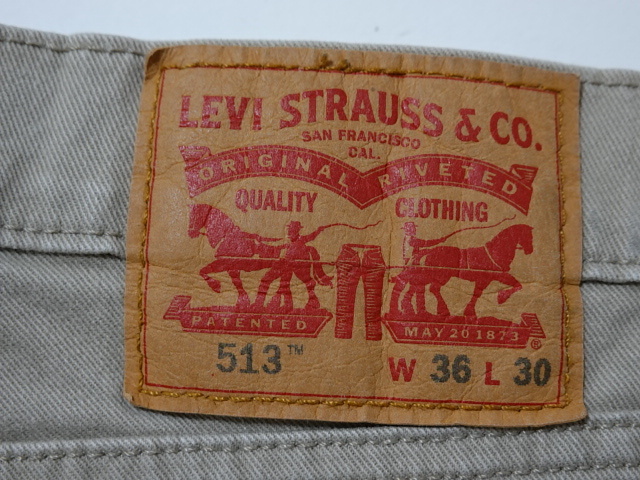 LEVI STRAUSS & CO.
SAN FRANCISCO
CAL.
ORIGINAL RIVETED
QUALITY CLOTHING
PATENTED MAY 20 1873
®
513™ W 36 L 30